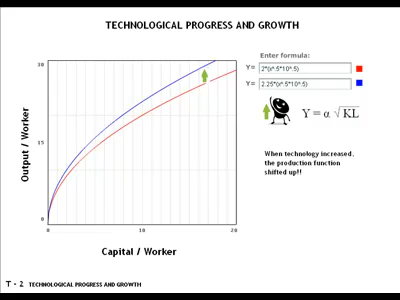 TECHNOLOGICAL PROGRESS AND GROWTH
Enter formula:
Y= 2*(x^.5*10^.5)
Y= 2.25*(x^.5*10^.5)
Y = α √KL
When technology increased,
the production function
shifted up!!
30
15
0
0 10 20
Output / Worker
Capital / Worker
T - 2 TECHNOLOGICAL PROGRESS AND GROWTH